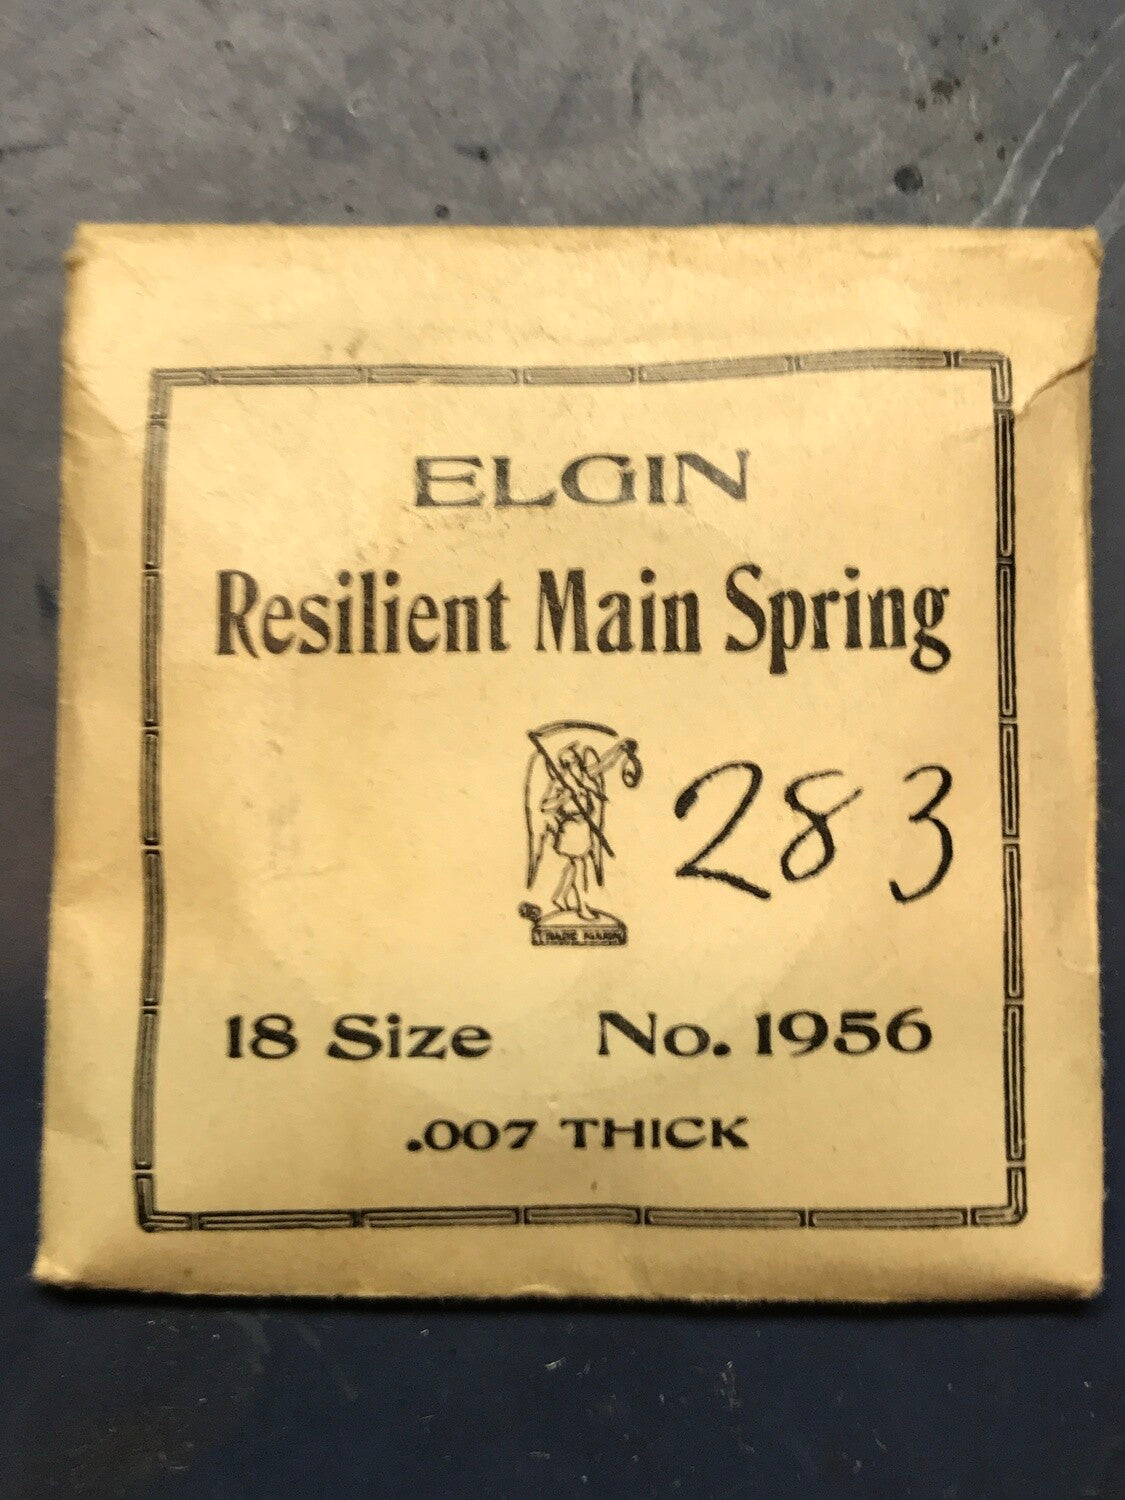 ELGIN
Resilient Main Spring
283
TRADE MARK
18 Size No. 1956
.007 THICK